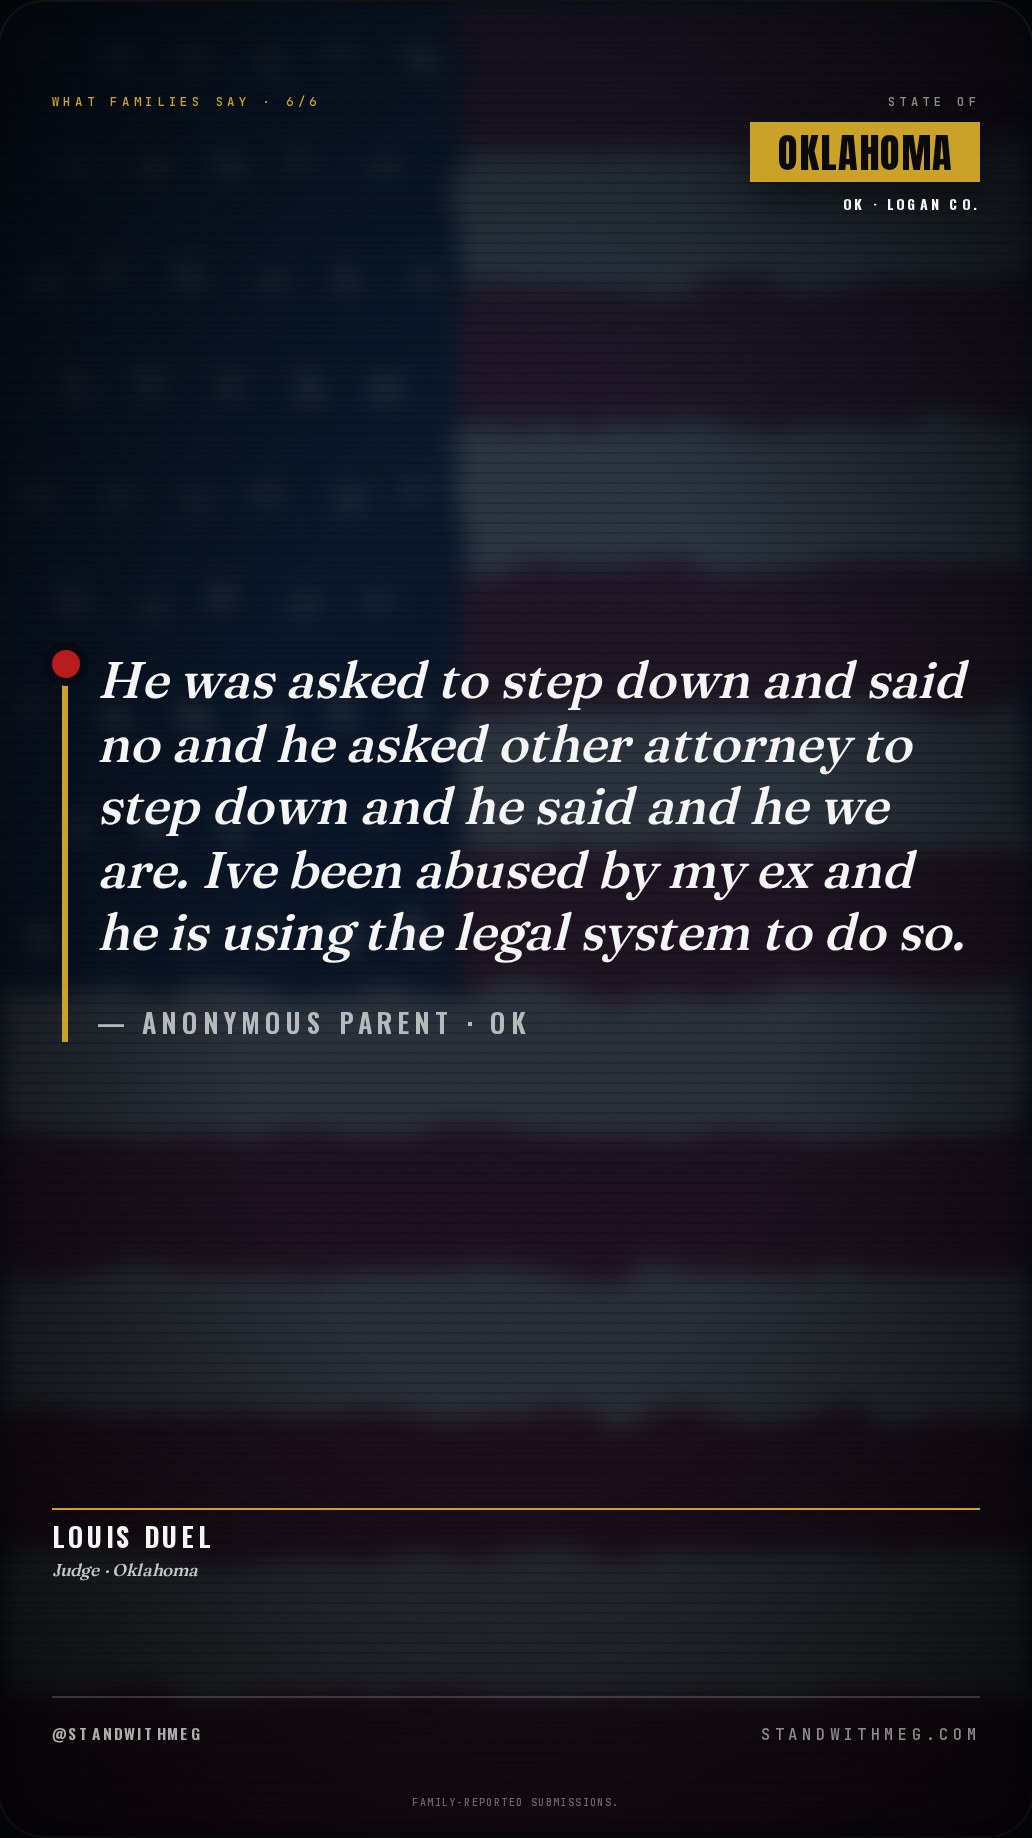 WHAT FAMILIES SAY · 6/6
STATE OF
OKLAHOMA
OK · LOGAN CO.
He was asked to step down and said
no and he asked other attorney to
step down and he said and he we
are. Ive been abused by my ex and
he is using the legal system to do so.
— ANONYMOUS PARENT · OK
LOUIS DUEL
Judge · Oklahoma
@STANDWITHMEG
STANDWITHMEG.COM
FAMILY-REPORTED SUBMISSIONS.